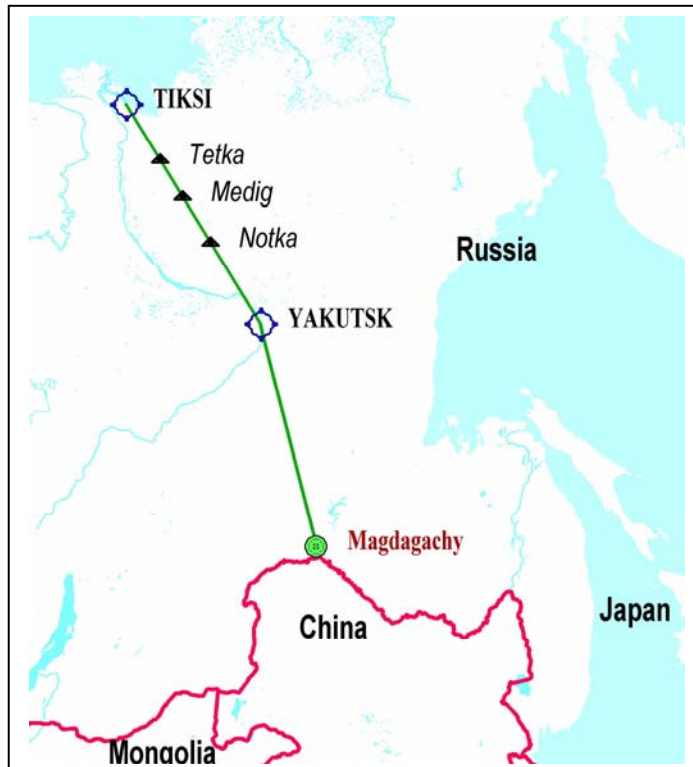 TIKSI
Tetka
Medig
Notka
Russia
YAKUTSK
Magdagachy
Japan
China
Mongolia